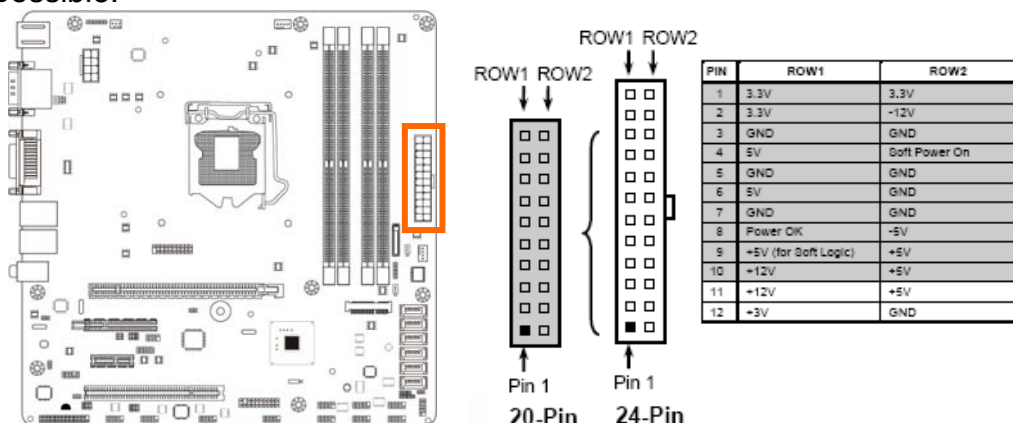 ROW1 ROW2
ROW1 ROW2
Pin 1
Pin 1
20-Pin 24-Pin
PIN ROW1 ROW2
1 3.3V 3.3V
2 3.3V -12V
3 GND GND
4 5V Soft Power On
5 GND GND
6 5V GND
7 GND GND
8 Power OK -5V
9 +5V (for Soft Logic) +5V
10 +12V +5V
11 +12V +5V
12 +3V GND